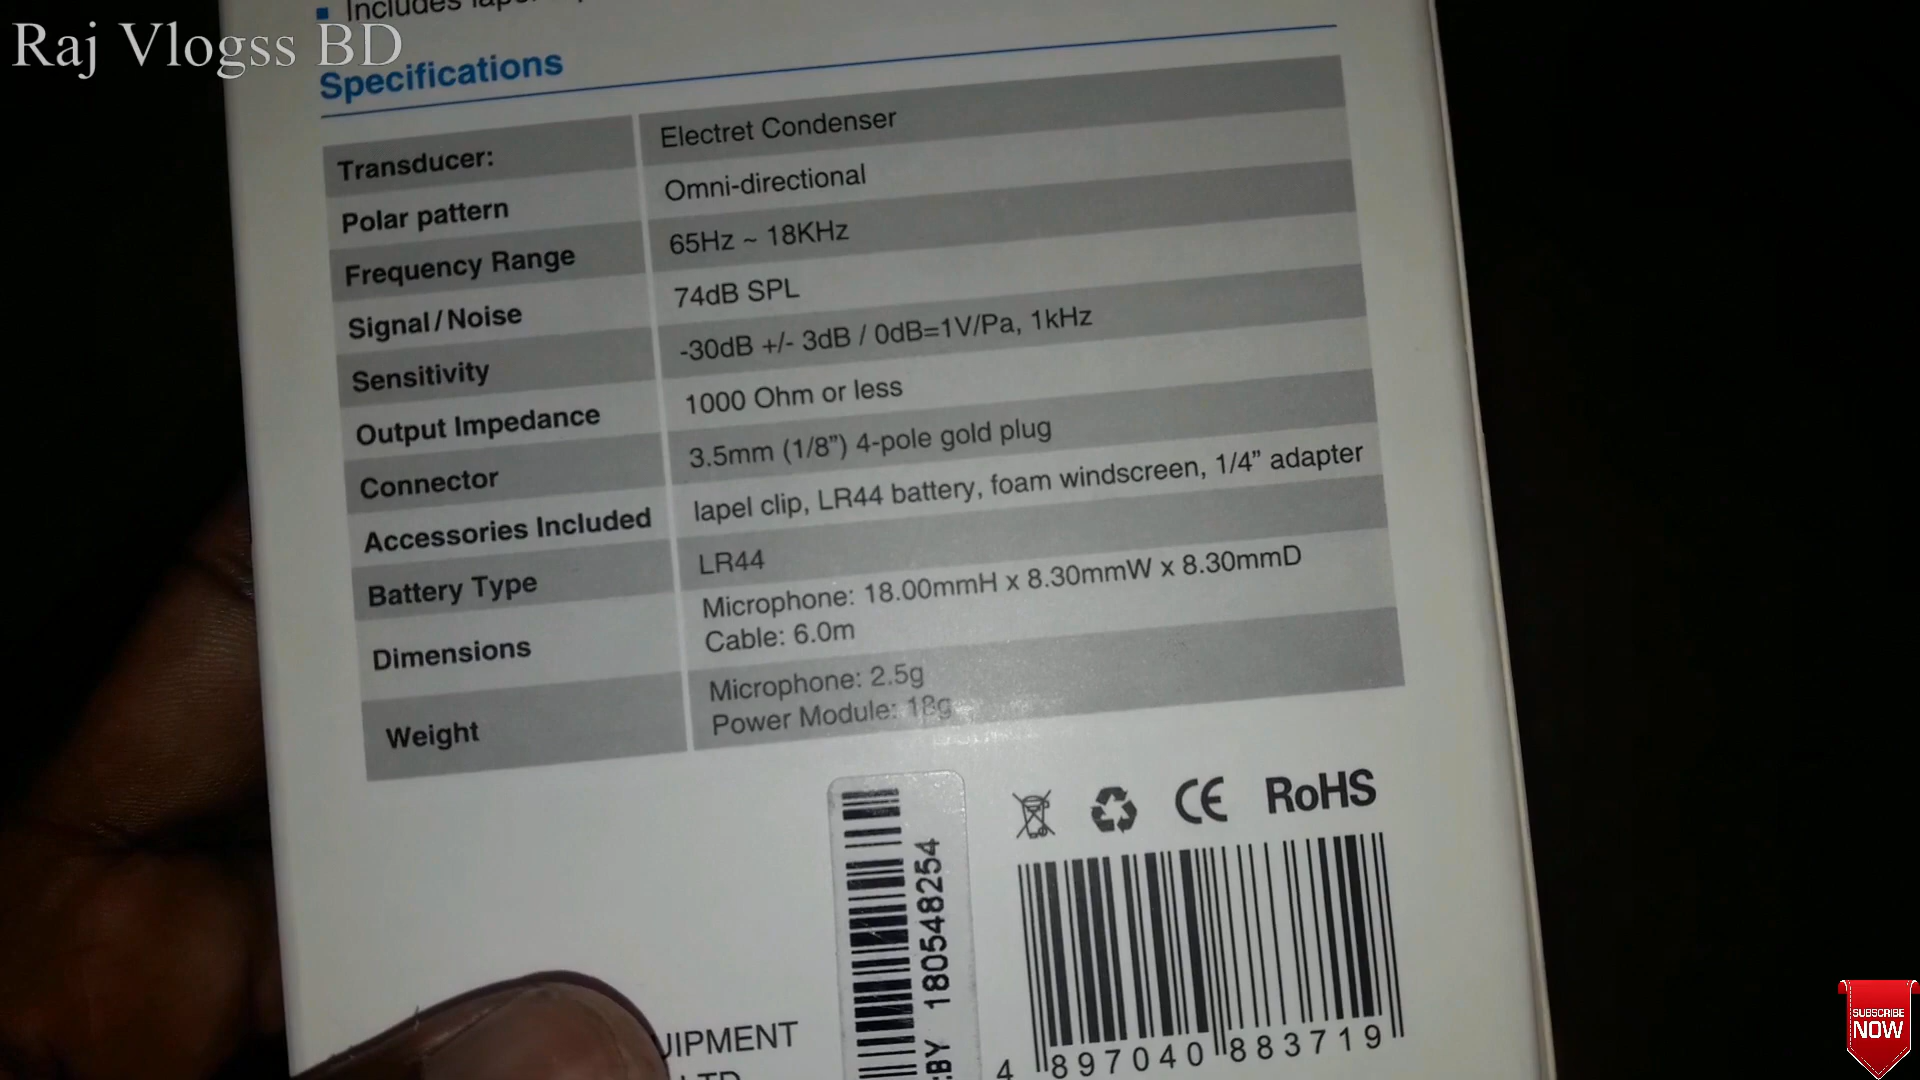 Raj Vlogss BD
Includes
Specifications
Transducer: Electret Condenser
Polar pattern Omni-directional
Frequency Range 65Hz ~ 18KHz
Signal/Noise 74dB SPL
Sensitivity -30dB +/- 3dB / 0dB=1V/Pa, 1kHz
Output Impedance 1000 Ohm or less
Connector 3.5mm (1/8") 4-pole gold plug
Accessories Included lapel clip, LR44 battery, foam windscreen, 1/4" adapter
Battery Type LR44
Dimensions Microphone: 18.00mmH x 8.30mmW x 8.30mmD
Cable: 6.0m
Weight Microphone: 2.5g
Power Module: 18g
CE RoHS
BY 180548254
4 897040 883719
SUBSCRIBE
NOW